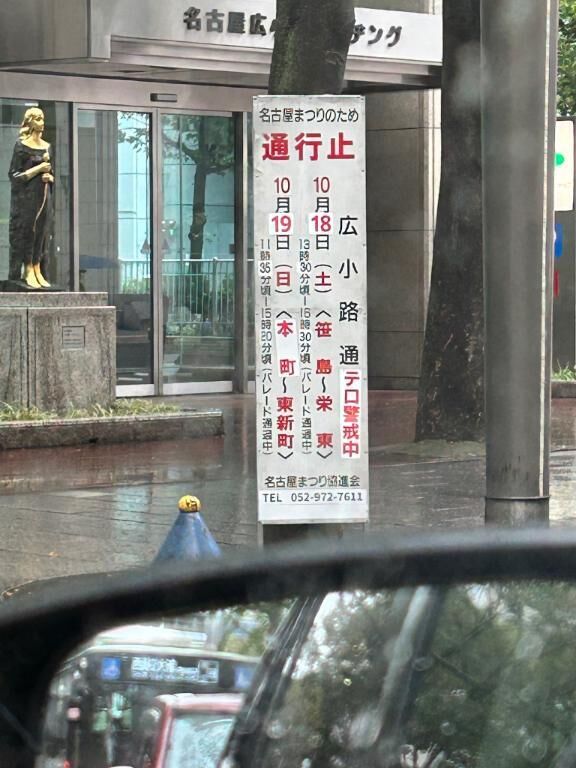 名古屋広
ング
名古屋まつりのため
通行止
広小路通
テロ警戒中
10月18日(土)〈笹島~栄東〉
13時30分頃-16時30分頃(パレード通過中)
10月19日(日)〈本町~東新町〉
11時35分頃-15時20分頃(パレード通過中)
名古屋まつり協進会
TEL 052-972-7611